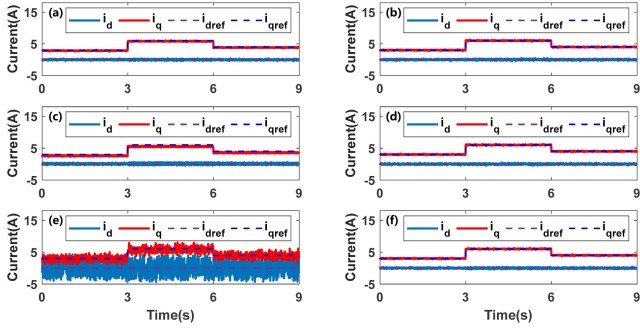 (a) i_d i_q i_dref i_qref
Current(A)
15
5
-5
0 3 6 9
(b) i_d i_q i_dref i_qref
Current(A)
15
5
-5
0 3 6 9
(c) i_d i_q i_dref i_qref
Current(A)
15
5
-5
0 3 6 9
(d) i_d i_q i_dref i_qref
Current(A)
15
5
-5
0 3 6 9
(e) i_d i_q i_dref i_qref
Current(A)
15
5
-5
0 3 6 9
Time(s)
(f) i_d i_q i_dref i_qref
Current(A)
15
5
-5
0 3 6 9
Time(s)